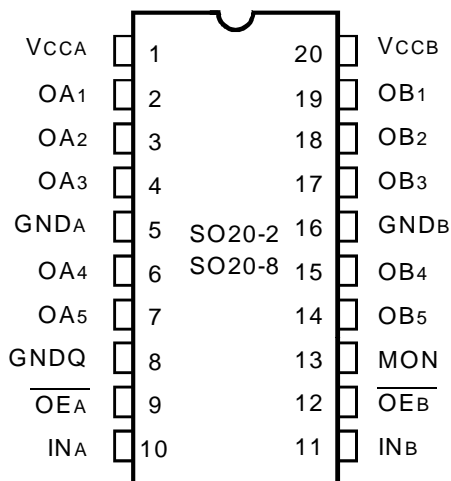 VCCA 1 20 VCCB
OA1 2 19 OB1
OA2 3 18 OB2
OA3 4 17 OB3
GNDA 5 16 GNDB
SO20-2
SO20-8
OA4 6 15 OB4
OA5 7 14 OB5
GNDQ 8 13 MON
OEA 9 12 OEB
INA 10 11 INB